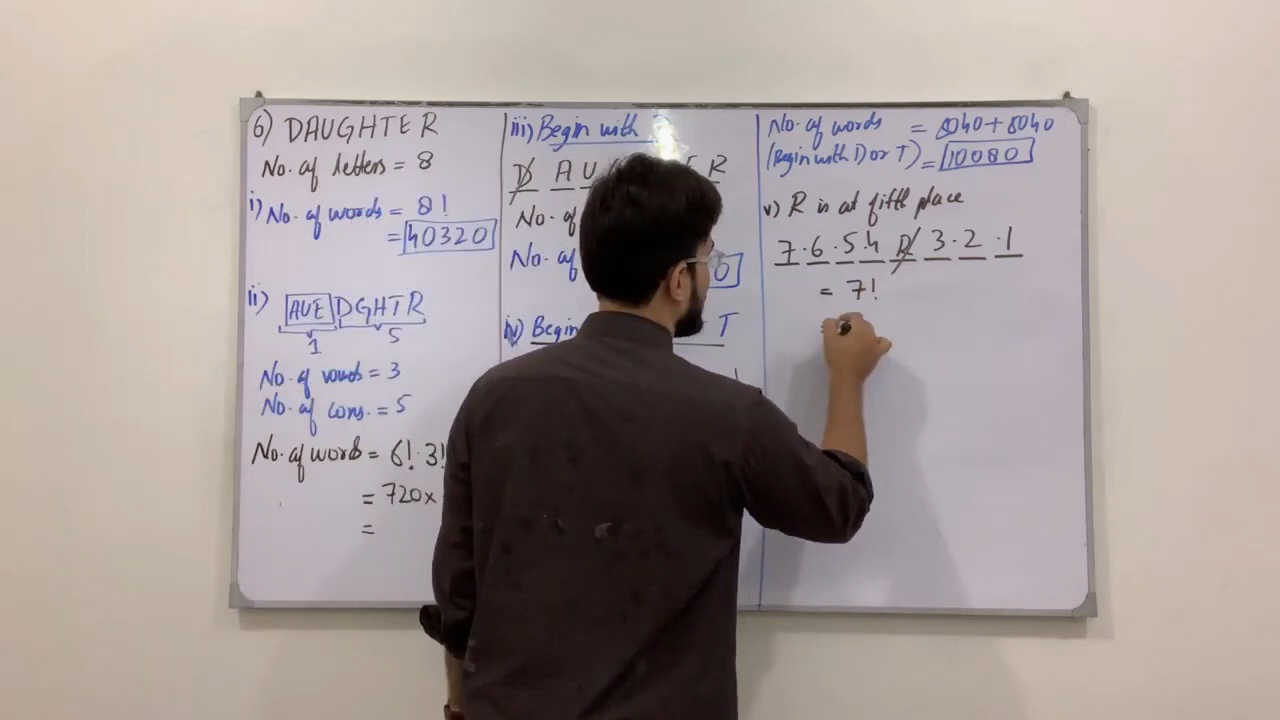 6) DAUGHTER
No. of letters = 8
i) No. of words = 8!
= 40320
ii) AUE DGHTR
1 5
No. of vowels = 3
No. of cons. = 5
No. of words = 6! · 3!
= 720 ×
=
iii) Begin with
D A U E R
No. of
No. of 0
iv) Begin T
No. of words = 5040 + 5040
(Begin with D or T) = 10080
v) R is at fifth place
7 · 6 · 5 · 4 R 3 · 2 · 1
= 7!